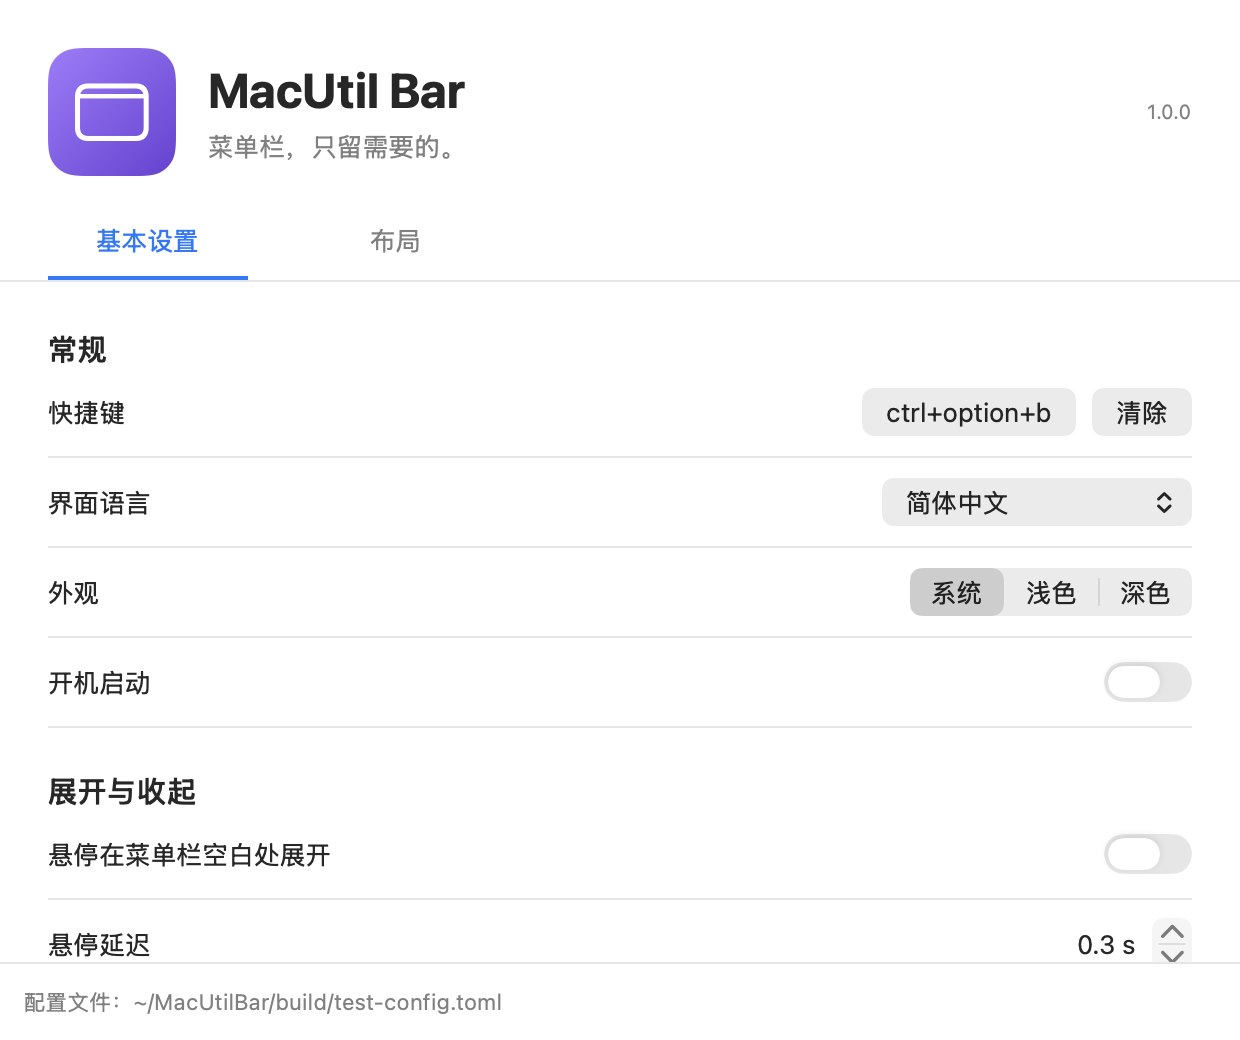 MacUtil Bar
菜单栏，只留需要的。
1.0.0
基本设置
布局
常规
快捷键
ctrl+option+b
清除
界面语言
简体中文
外观
系统
浅色
深色
开机启动
展开与收起
悬停在菜单栏空白处展开
悬停延迟
0.3 s
配置文件：~/MacUtilBar/build/test-config.toml